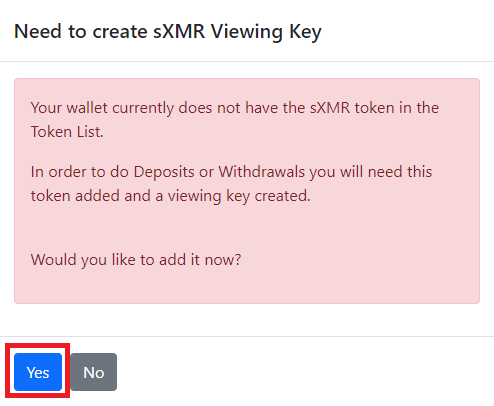 Need to create sXMR Viewing Key
Your wallet currently does not have the sXMR token in the
Token List.
In order to do Deposits or Withdrawals you will need this
token added and a viewing key created.
Would you like to add it now?
Yes No